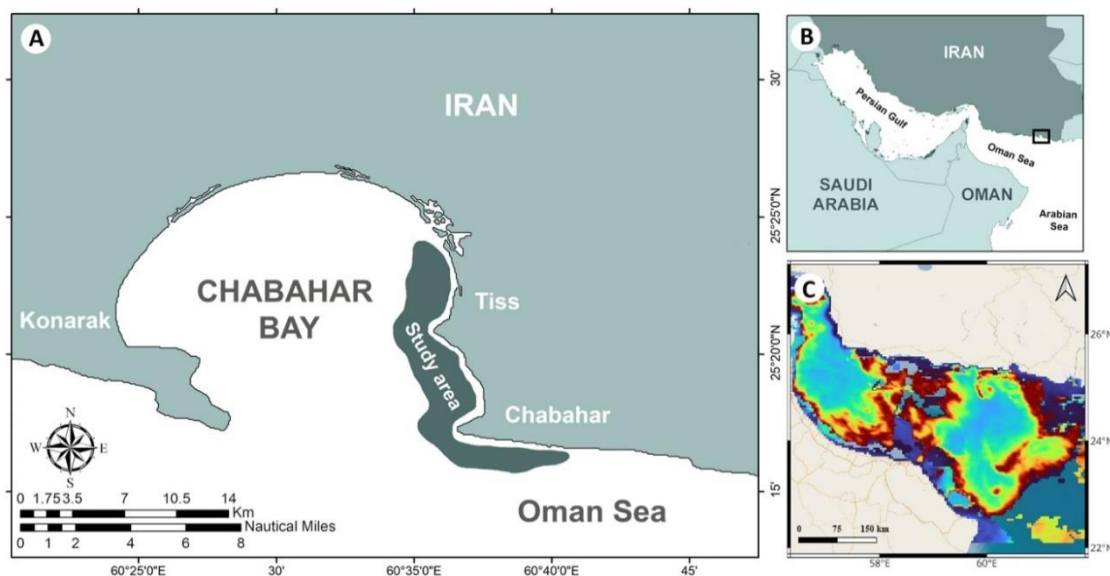 A
IRAN
CHABAHAR
BAY
Konarak
Tiss
Study area
Chabahar
Oman Sea
N
W E
S
0 1.75 3.5 7 10.5 14
Km
Nautical Miles
0 1 2 4 6 8
60°25'0"E 30' 60°35'0"E 60°40'0"E 45'
30'
25°25'0"N
25°20'0"N
15'
B
IRAN
Persian Gulf
Oman Sea
SAUDI
ARABIA
OMAN
Arabian
Sea
C
26°N
24°N
22°N
0 75 150 km
58°E 60°E